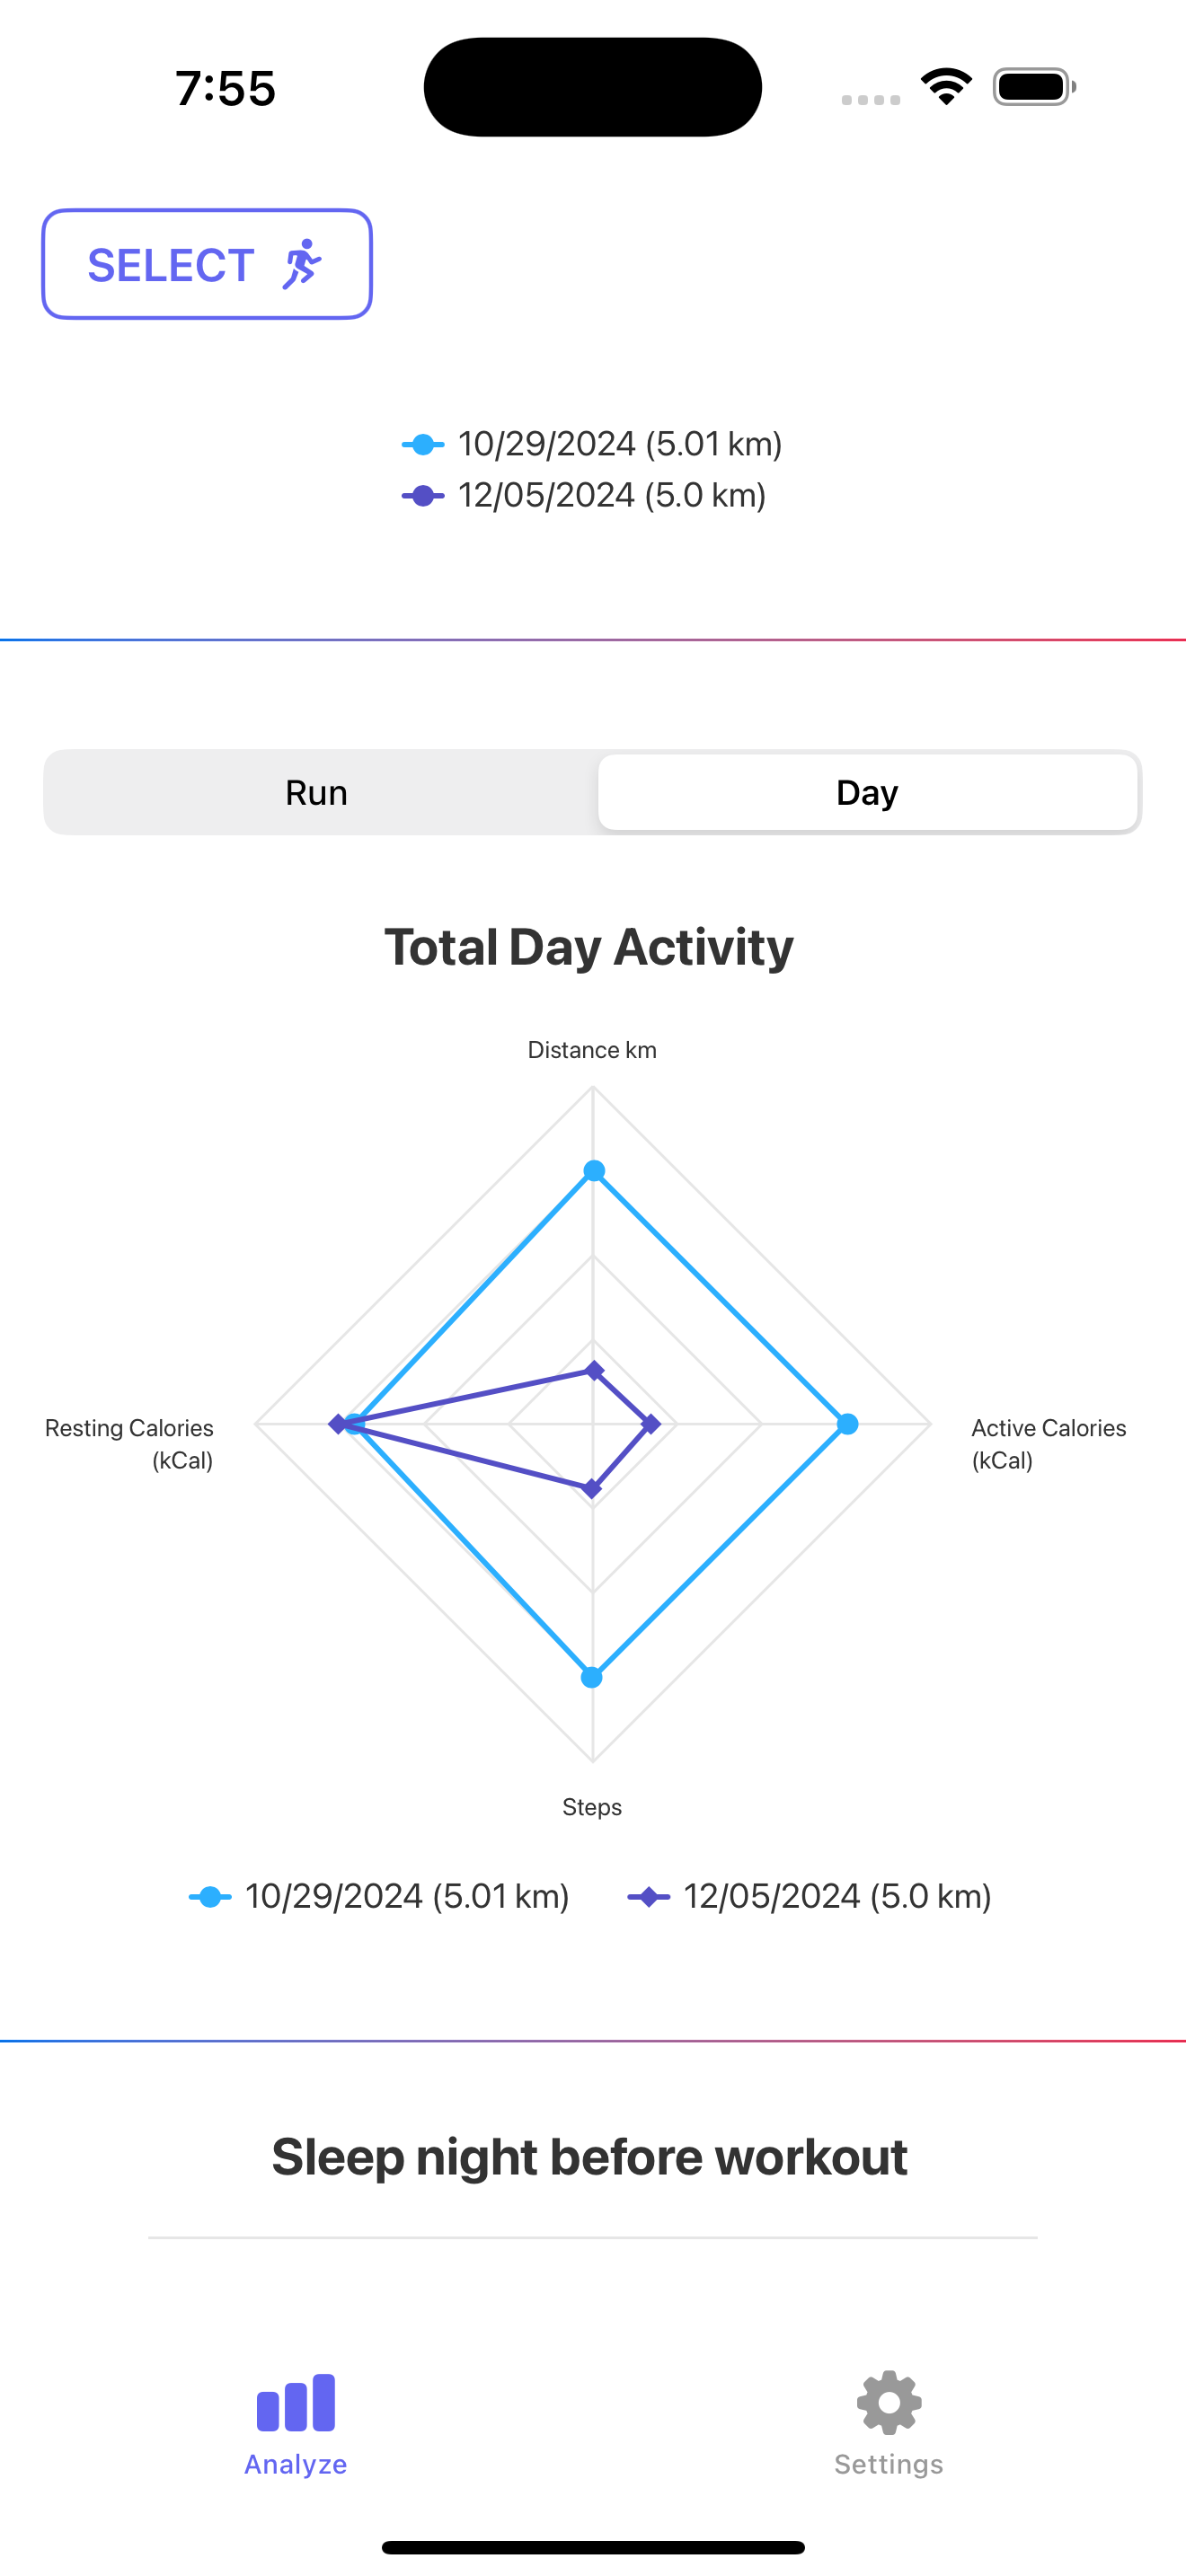 7:55
SELECT
10/29/2024 (5.01 km)
12/05/2024 (5.0 km)
Run
Day
Total Day Activity
Distance km
Resting Calories
(kCal)
Active Calories
(kCal)
Steps
10/29/2024 (5.01 km)
12/05/2024 (5.0 km)
Sleep night before workout
Analyze
Settings